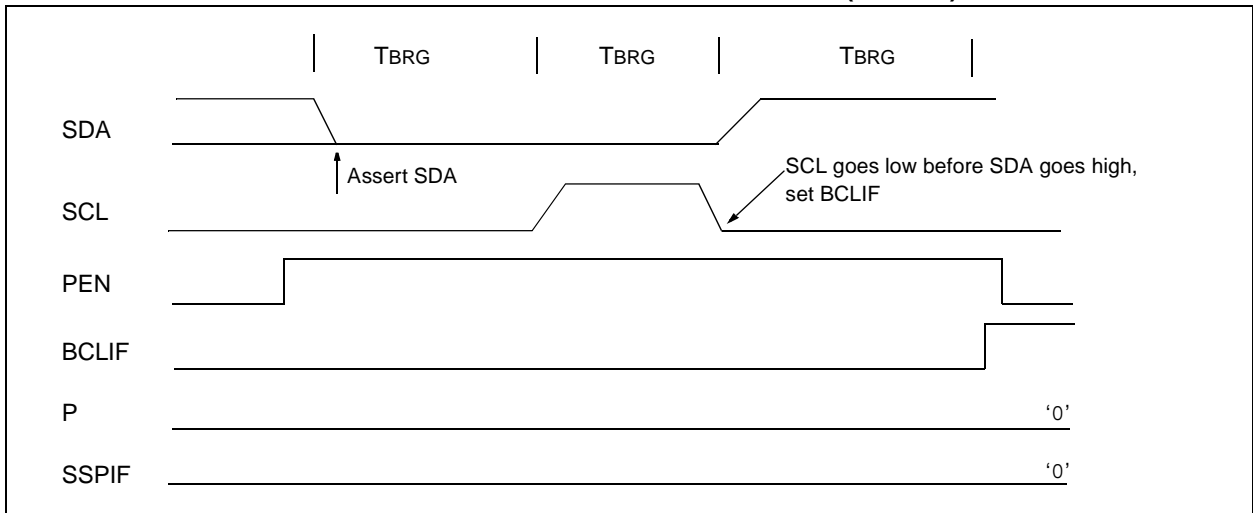 TBRG TBRG TBRG
SDA
Assert SDA
SCL goes low before SDA goes high,
set BCLIF
SCL
PEN
BCLIF
P '0'
SSPIF '0'